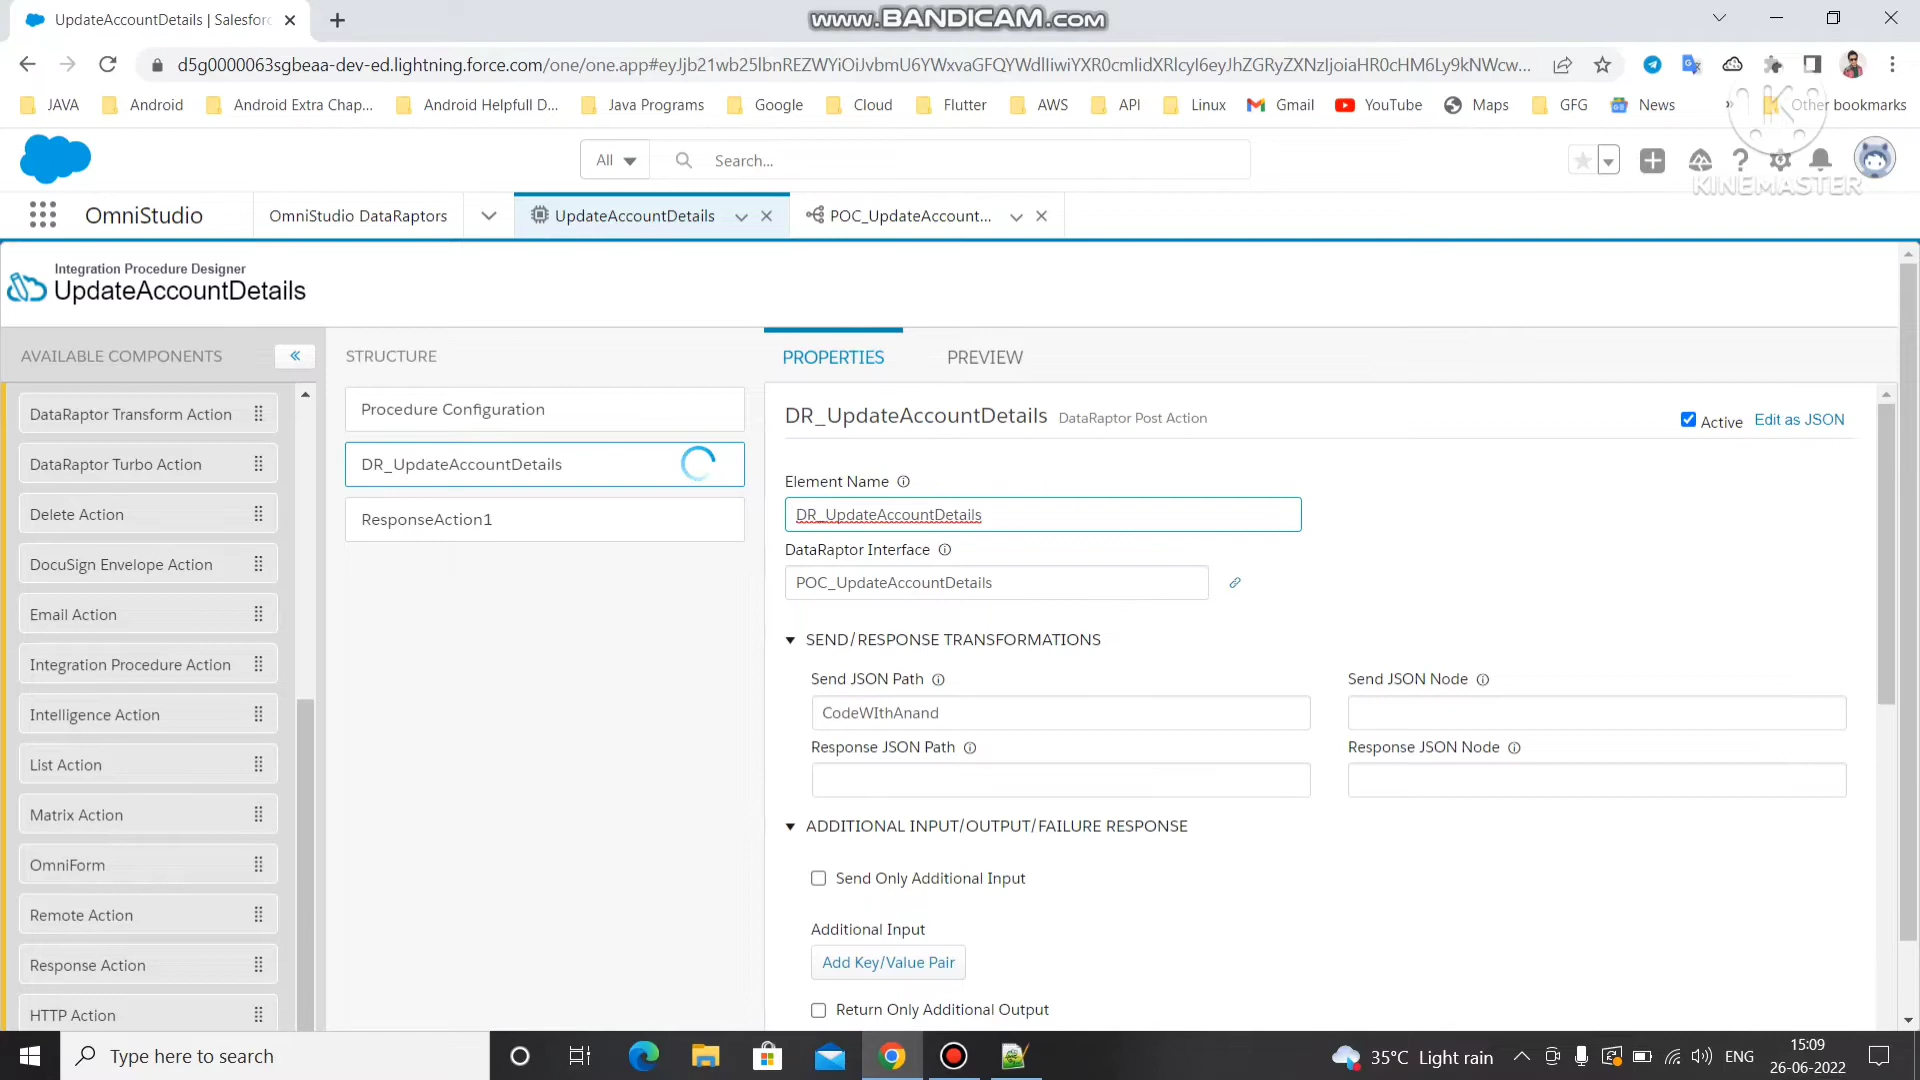 UpdateAccountDetails | Salesfor
www.BANDICAM.com
d5g0000063sgbeaa-dev-ed.lightning.force.com/one/one.app#eyJjb21wb25lbnREZWYiOiJvbmU6YWxvaGFQYWdlIiwiYXR0cmlidXRlcyI6eyJhZGRyZXNzIjoiaHR0cHM6Ly9kNWcw...
JAVA
Android
Android Extra Chap...
Android Helpfull D...
Java Programs
Google
Cloud
Flutter
AWS
API
Linux
Gmail
YouTube
Maps
GFG
News
»
Other bookmarks
All
Search...
KINEMASTER
OmniStudio
OmniStudio DataRaptors
UpdateAccountDetails
POC_UpdateAccount...
Integration Procedure Designer
UpdateAccountDetails
AVAILABLE COMPONENTS
STRUCTURE
PROPERTIES
PREVIEW
DataRaptor Transform Action
DataRaptor Turbo Action
Delete Action
DocuSign Envelope Action
Email Action
Integration Procedure Action
Intelligence Action
List Action
Matrix Action
OmniForm
Remote Action
Response Action
HTTP Action
Procedure Configuration
DR_UpdateAccountDetails
ResponseAction1
DR_UpdateAccountDetails DataRaptor Post Action
Active
Edit as JSON
Element Name
DR_UpdateAccountDetails
DataRaptor Interface
POC_UpdateAccountDetails
SEND/RESPONSE TRANSFORMATIONS
Send JSON Path
Send JSON Node
CodeWIthAnand
Response JSON Path
Response JSON Node
ADDITIONAL INPUT/OUTPUT/FAILURE RESPONSE
Send Only Additional Input
Additional Input
Add Key/Value Pair
Return Only Additional Output
Type here to search
35°C Light rain
ENG
15:09
26-06-2022